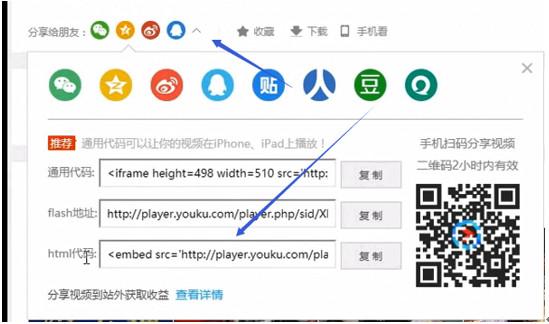 分享给朋友： 收藏 下载 手机看
贴 人 豆
推荐 通用代码可以让你的视频在iPhone、iPad上播放！
手机扫码分享视频
二维码2小时内有效
通用代码: <iframe height=498 width=510 src='http: 复制
flash地址: http://player.youku.com/player.php/sid/XI 复制
html代码: <embed src='http://player.youku.com/pla 复制
分享视频到站外获取收益 查看详情